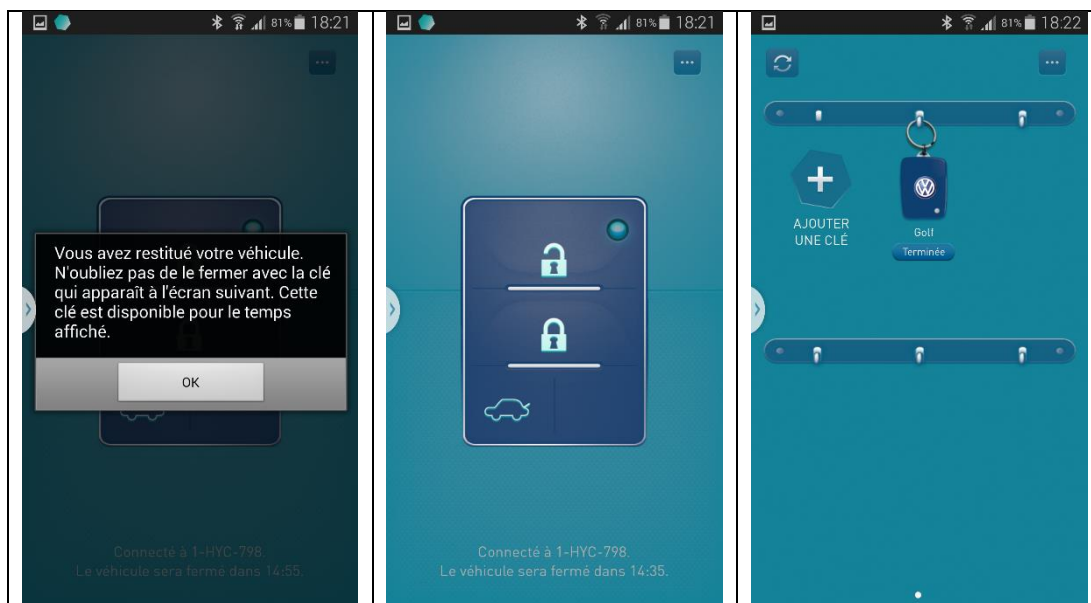 81% 18:21
Vous avez restitué votre véhicule.
N'oubliez pas de le fermer avec la clé
qui apparaît à l'écran suivant. Cette
clé est disponible pour le temps
affiché.
OK
Connecté à 1-HYC-798.
Le véhicule sera fermé dans 14:55.
81% 18:21
Connecté à 1-HYC-798.
Le véhicule sera fermé dans 14:35.
81% 18:22
AJOUTER
UNE CLÉ
Golf
Terminée